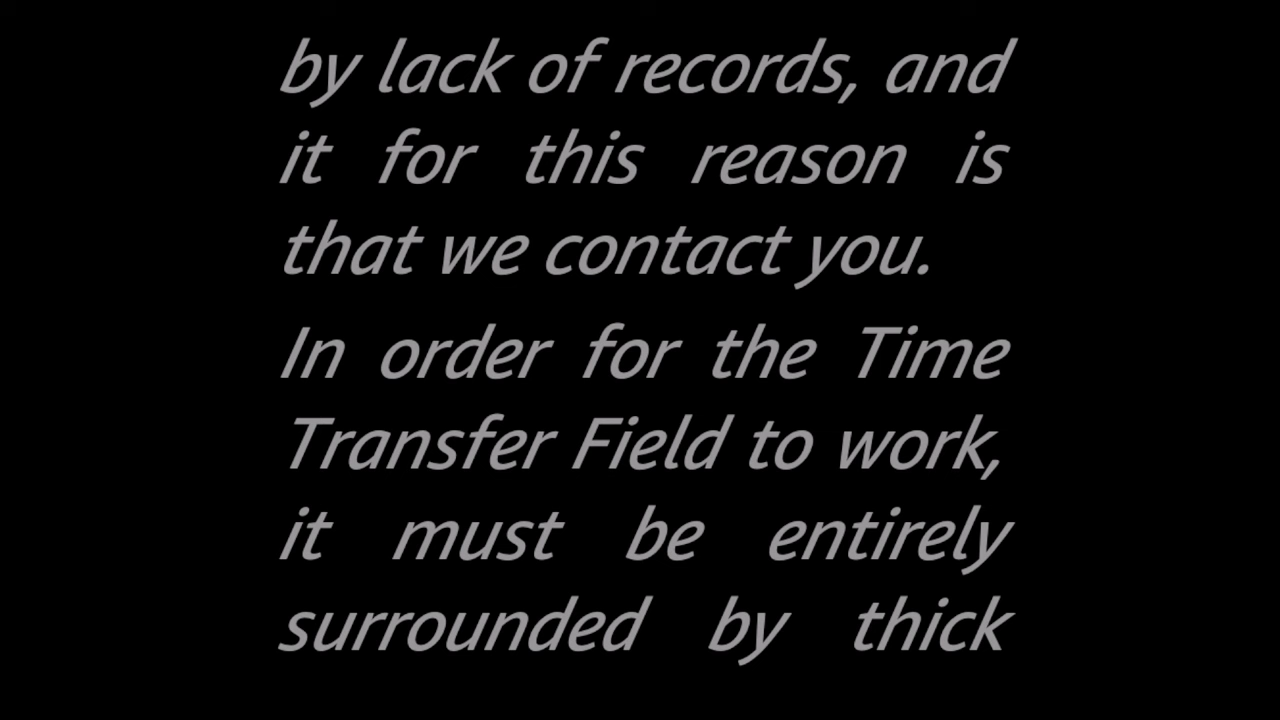 by lack of records, and
it for this reason is
that we contact you.
In order for the Time
Transfer Field to work,
it must be entirely
surrounded by thick